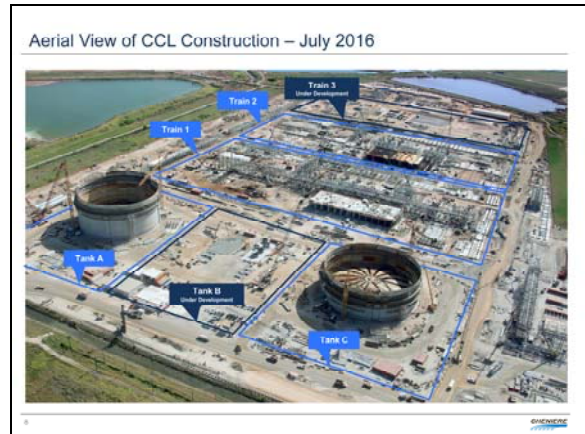 Aerial View of CCL Construction – July 2016
Train 3
Under Development
Train 2
Train 1
Tank A
Tank B
Under Development
Tank C
CHENIERE